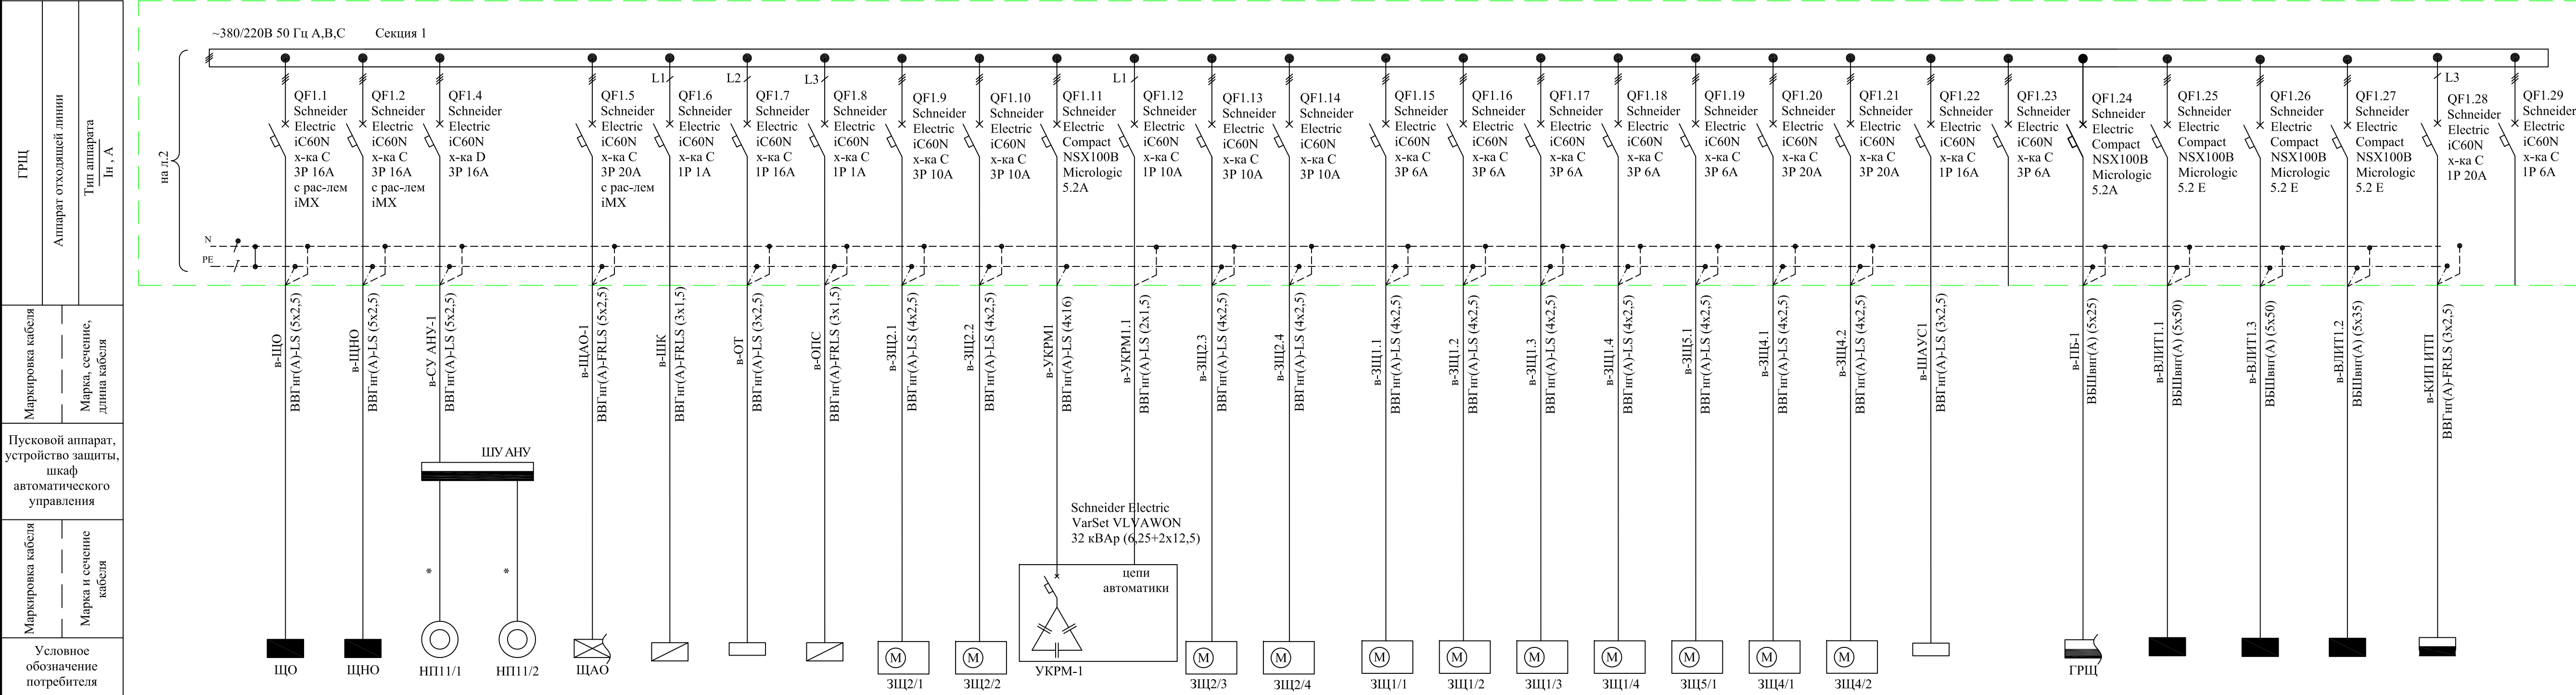 ~380/220В 50 Гц А,В,С
Секция 1
ГРЩ
Аппарат отходящей линии
Тип аппарата
Iн , А
на л.2
N
PE
L1
L2
L3
L1
L3
QF1.1
Schneider
Electric
iC60N
х-ка С
3Р 16А
с рас-лем
iMX
QF1.2
Schneider
Electric
iC60N
х-ка С
3Р 16А
с рас-лем
iMX
QF1.4
Schneider
Electric
iC60N
х-ка D
3Р 16А
QF1.5
Schneider
Electric
iC60N
х-ка С
3Р 20А
с рас-лем
iMX
QF1.6
Schneider
Electric
iC60N
х-ка С
1Р 1А
QF1.7
Schneider
Electric
iC60N
х-ка С
1Р 16А
QF1.8
Schneider
Electric
iC60N
х-ка С
1Р 1А
QF1.9
Schneider
Electric
iC60N
х-ка С
3Р 10А
QF1.10
Schneider
Electric
iC60N
х-ка С
3Р 10А
QF1.11
Schneider
Electric
Compact
NSX100B
Micrologic
5.2A
QF1.12
Schneider
Electric
iC60N
х-ка С
1Р 10А
QF1.13
Schneider
Electric
iC60N
х-ка С
3Р 10А
QF1.14
Schneider
Electric
iC60N
х-ка С
3Р 10А
QF1.15
Schneider
Electric
iC60N
х-ка С
3Р 6А
QF1.16
Schneider
Electric
iC60N
х-ка С
3Р 6А
QF1.17
Schneider
Electric
iC60N
х-ка С
3Р 6А
QF1.18
Schneider
Electric
iC60N
х-ка С
3Р 6А
QF1.19
Schneider
Electric
iC60N
х-ка С
3Р 6А
QF1.20
Schneider
Electric
iC60N
х-ка С
3Р 20А
QF1.21
Schneider
Electric
iC60N
х-ка С
3Р 20А
QF1.22
Schneider
Electric
iC60N
х-ка С
1Р 16А
QF1.23
Schneider
Electric
iC60N
х-ка С
3Р 6А
QF1.24
Schneider
Electric
Compact
NSX100B
Micrologic
5.2A
QF1.25
Schneider
Electric
Compact
NSX100B
Micrologic
5.2 E
QF1.26
Schneider
Electric
Compact
NSX100B
Micrologic
5.2 E
QF1.27
Schneider
Electric
Compact
NSX100B
Micrologic
5.2 E
QF1.28
Schneider
Electric
iC60N
х-ка С
1Р 20А
QF1.29
Schneider
Electric
iC60N
х-ка С
1Р 6А
Маркировка кабеля
Марка, сечение,
длина кабеля
в-ЩО
ВВГнг(А)-LS (5х2,5)
в-ЩНО
ВВГнг(А)-LS (5х2,5)
в-СУ АНУ-1
ВВГнг(А)-LS (5х2,5)
в-ЩАО-1
ВВГнг(А)-FRLS (5х2,5)
в-ШК
ВВГнг(А)-FRLS (3х1,5)
в-ОТ
ВВГнг(А)-LS (3х2,5)
в-ОПС
ВВГнг(А)-FRLS (3х1,5)
в-ЗЩ2.1
ВВГнг(А)-LS (4х2,5)
в-ЗЩ2.2
ВВГнг(А)-LS (4х2,5)
в-УКРМ1
ВВГнг(А)-LS (4х16)
в-УКРМ1.1
ВВГнг(А)-LS (2х1,5)
в-ЗЩ2.3
ВВГнг(А)-LS (4х2,5)
в-ЗЩ2.4
ВВГнг(А)-LS (4х2,5)
в-ЗЩ1.1
ВВГнг(А)-LS (4х2,5)
в-ЗЩ1.2
ВВГнг(А)-LS (4х2,5)
в-ЗЩ1.3
ВВГнг(А)-LS (4х2,5)
в-ЗЩ1.4
ВВГнг(А)-LS (4х2,5)
в-ЗЩ5.1
ВВГнг(А)-LS (4х2,5)
в-ЗЩ4.1
ВВГнг(А)-LS (4х2,5)
в-ЗЩ4.2
ВВГнг(А)-LS (4х2,5)
в-ШАУС1
ВВГнг(А)-LS (3х2,5)
в-ПБ-1
ВБШвнг(А) (5х25)
в-ВЛИТ1.1
ВБШвнг(А) (5х50)
в-ВЛИТ1.3
ВБШвнг(А) (5х50)
в-ВЛИТ1.2
ВБШвнг(А) (5х35)
в-КИП ИТП
ВВГнг(А)-FRLS (3х2,5)
Пусковой аппарат,
устройство защиты,
шкаф
автоматического
управления
ШУ АНУ
Schneider Electric
VarSet VLVAWON
32 кВАр (6,25+2х12,5)
Маркировка кабеля
Марка и сечение
кабеля
*
*
цепи
автоматики
Условное
обозначение
потребителя
ЩО
ЩНО
НП11/1
НП11/2
ЩАО
М
ЗЩ2/1
М
ЗЩ2/2
УКРМ-1
М
ЗЩ2/3
М
ЗЩ2/4
М
ЗЩ1/1
М
ЗЩ1/2
М
ЗЩ1/3
М
ЗЩ1/4
М
ЗЩ5/1
М
ЗЩ4/1
М
ЗЩ4/2
ГРЩ